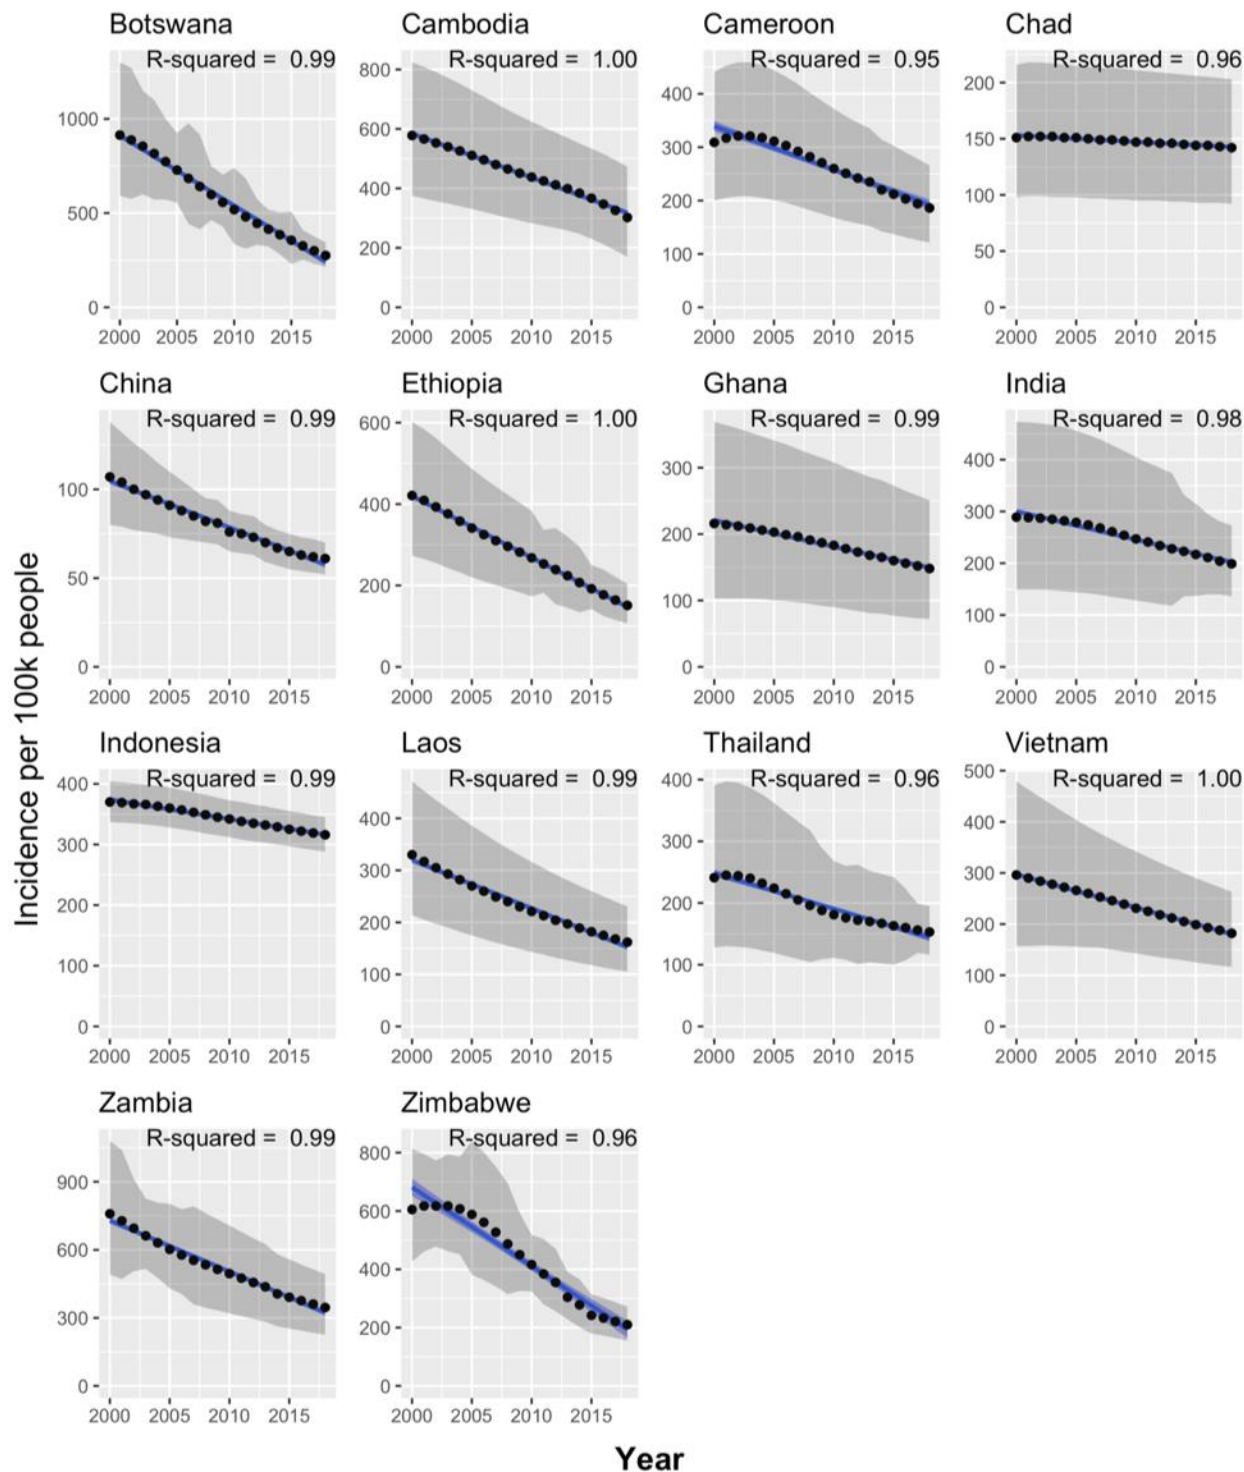 Botswana
R-squared = 0.99
1000
500
0
2000 2005 2010 2015
Cambodia
R-squared = 1.00
800
600
400
200
0
2000 2005 2010 2015
Cameroon
R-squared = 0.95
400
300
200
100
0
2000 2005 2010 2015
Chad
R-squared = 0.96
200
150
100
50
0
2000 2005 2010 2015
China
R-squared = 0.99
100
50
0
2000 2005 2010 2015
Ethiopia
R-squared = 1.00
600
400
200
0
2000 2005 2010 2015
Ghana
R-squared = 0.99
300
200
100
0
2000 2005 2010 2015
India
R-squared = 0.98
400
300
200
100
0
2000 2005 2010 2015
Incidence per 100k people
Indonesia
R-squared = 0.99
400
300
200
100
0
2000 2005 2010 2015
Laos
R-squared = 0.99
400
300
200
100
0
2000 2005 2010 2015
Thailand
R-squared = 0.96
400
300
200
100
0
2000 2005 2010 2015
Vietnam
R-squared = 1.00
500
400
300
200
100
0
2000 2005 2010 2015
Zambia
R-squared = 0.99
900
600
300
0
2000 2005 2010 2015
Zimbabwe
R-squared = 0.96
800
600
400
200
0
2000 2005 2010 2015
Year